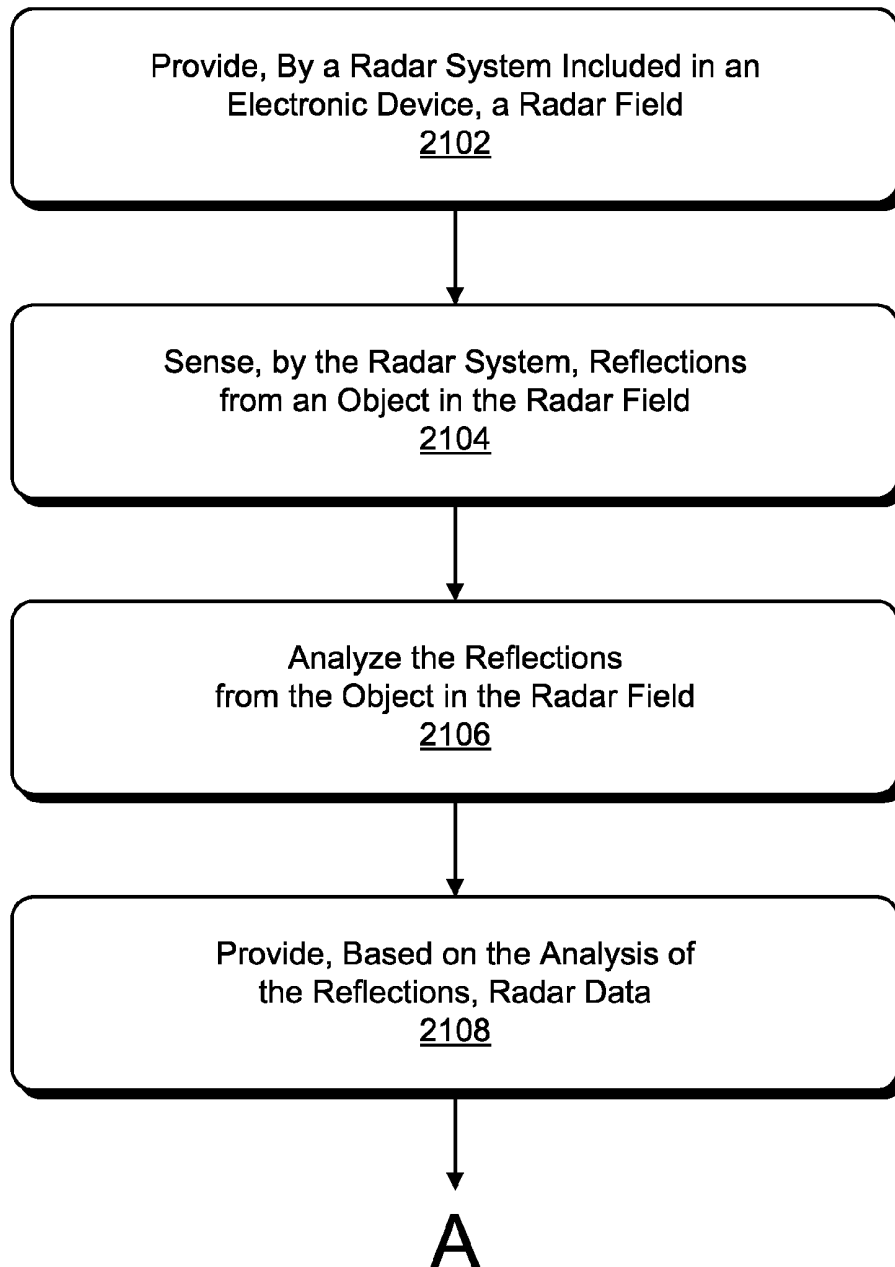 Provide, By a Radar System Included in an
Electronic Device, a Radar Field
2102
Sense, by the Radar System, Reflections
from an Object in the Radar Field
2104
Analyze the Reflections
from the Object in the Radar Field
2106
Provide, Based on the Analysis of
the Reflections, Radar Data
2108
A